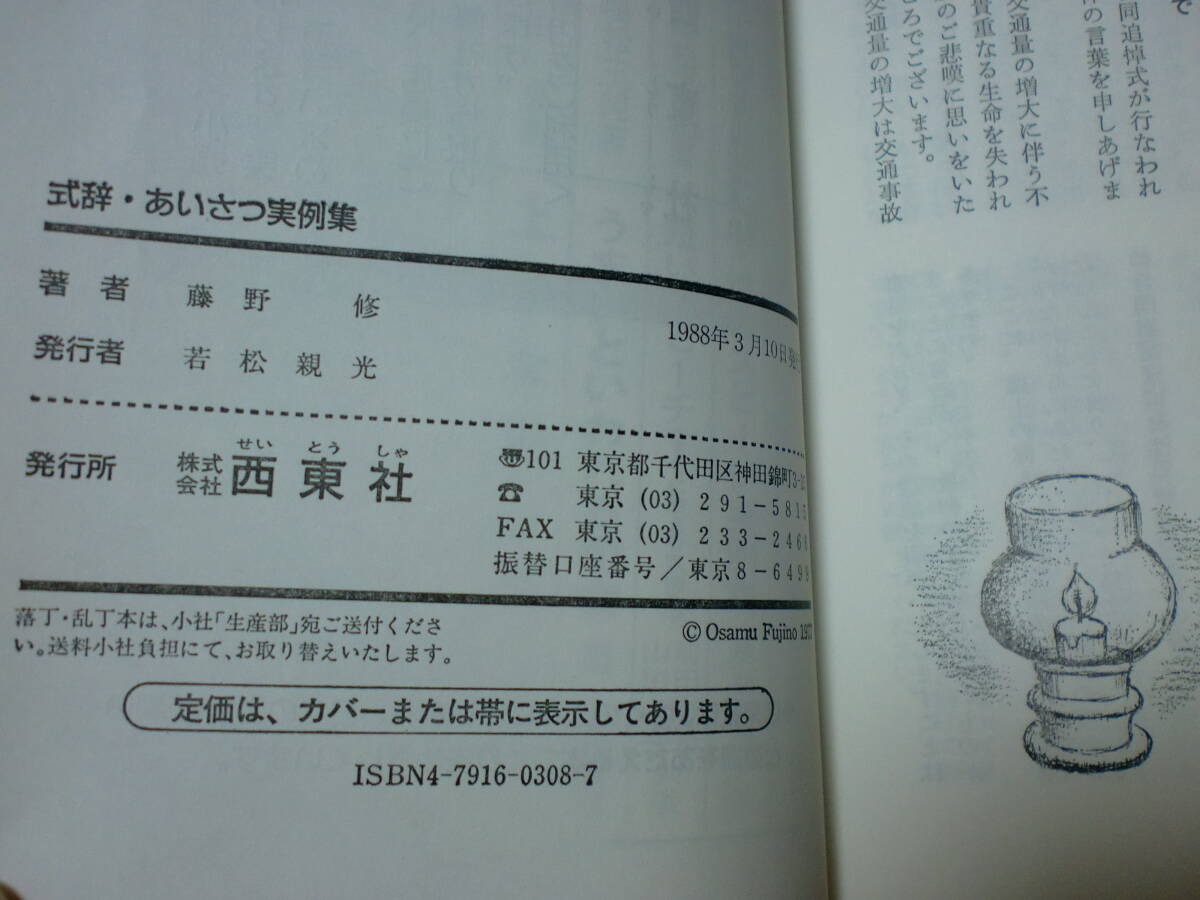 式辞・あいさつ実例集
著者 藤野 修
発行者 若松親光
1988年3月10日発
発行所 株式会社 西東社
せい とう しゃ
〠101 東京都千代田区神田錦町3-
☎ 東京 (03) 291-581
FAX 東京 (03) 233-246
振替口座番号/東京8-649
落丁・乱丁本は、小社「生産部」宛ご送付くださ
い。送料小社負担にて、お取り替えいたします。
© Osamu Fujino 197
定価は、カバーまたは帯に表示してあります。
ISBN4-7916-0308-7
で
同追悼式が行なわれ
の言葉を申しあげま
交通量の増大に伴う不
貴重なる生命を失われ
のご悲嘆に思いをいた
ころでございます。
交通量の増大は交通事故